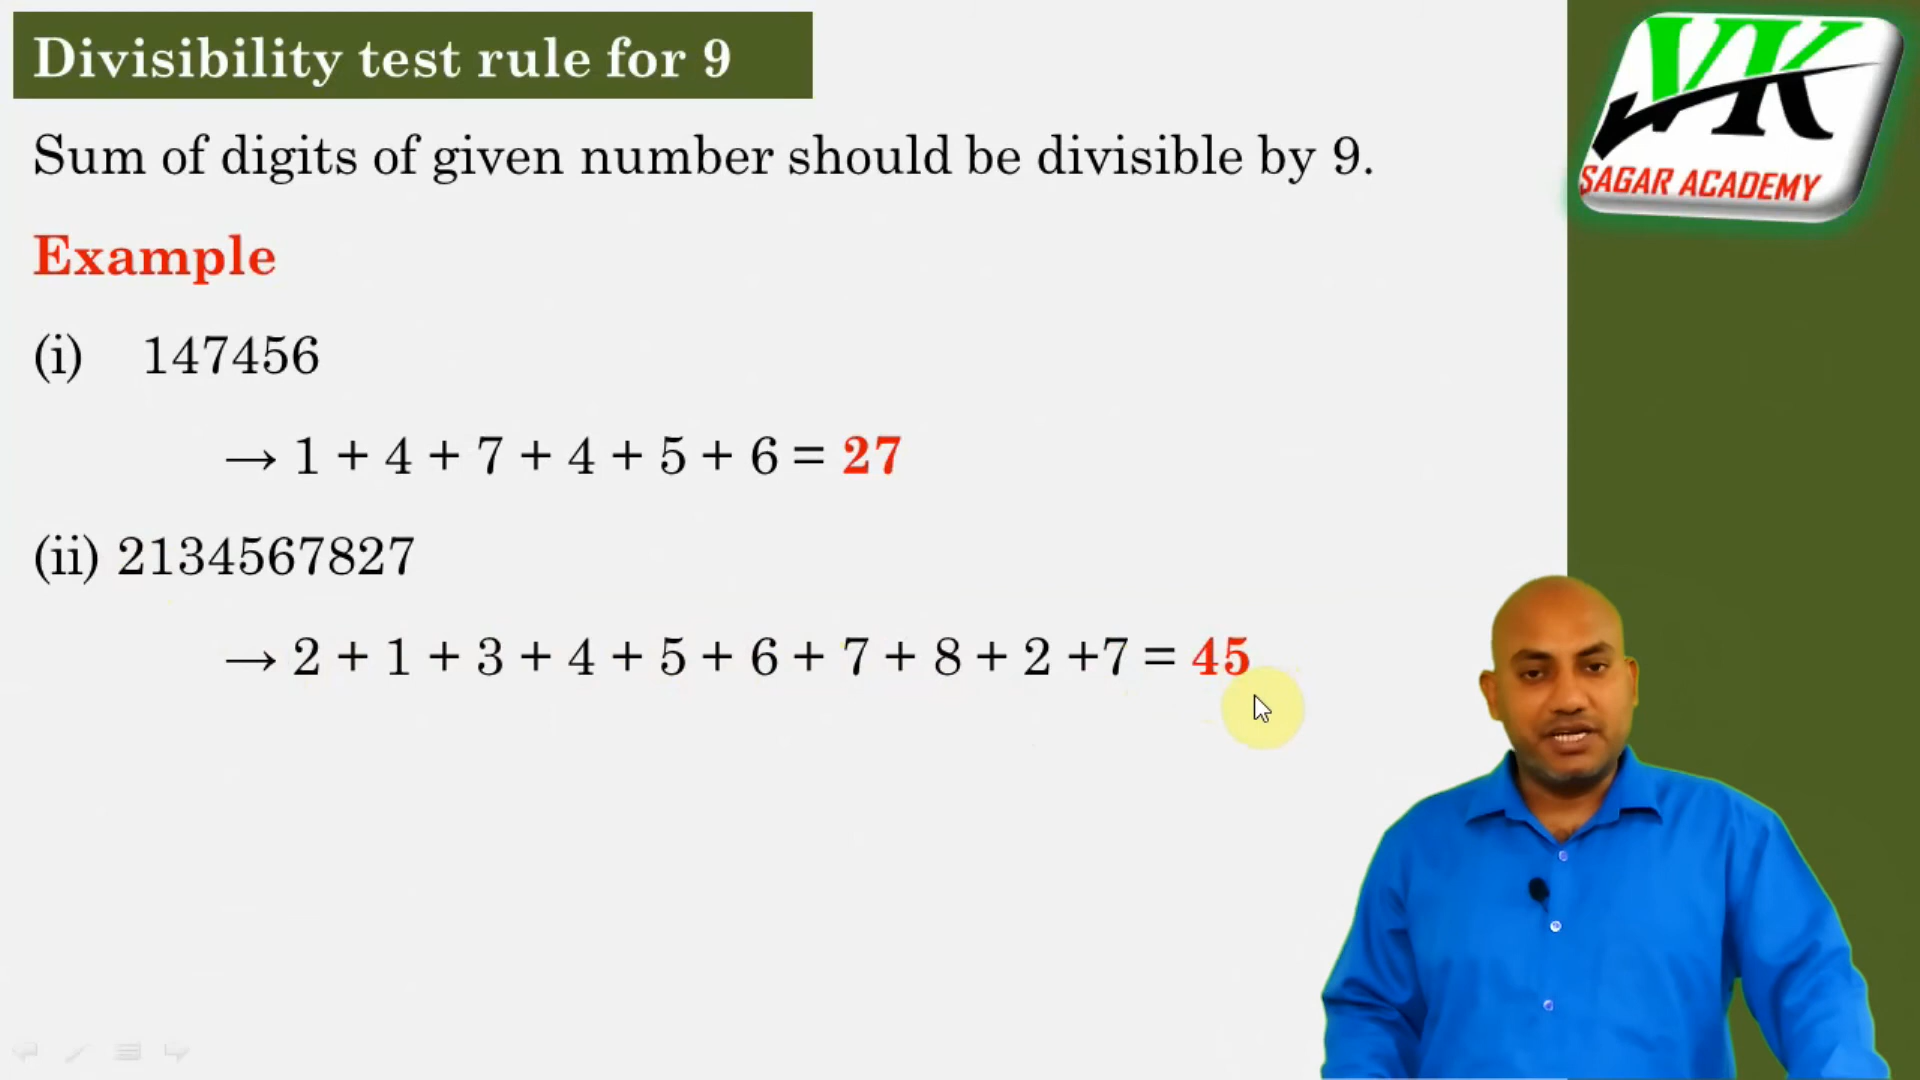 Divisibility test rule for 9
Sum of digits of given number should be divisible by 9.
Example
(i) 147456
→ 1 + 4 + 7 + 4 + 5 + 6 = 27
(ii) 2134567827
→ 2 + 1 + 3 + 4 + 5 + 6 + 7 + 8 + 2 +7 = 45
VK
SAGAR ACADEMY